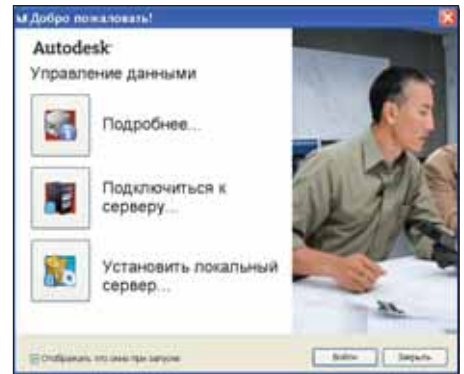 Добро пожаловать!
Autodesk
Управление данными
Подробнее...
Подключиться к
серверу...
Установить локальный
сервер...
Отображать это окно при запуске
Войти
Закрыть